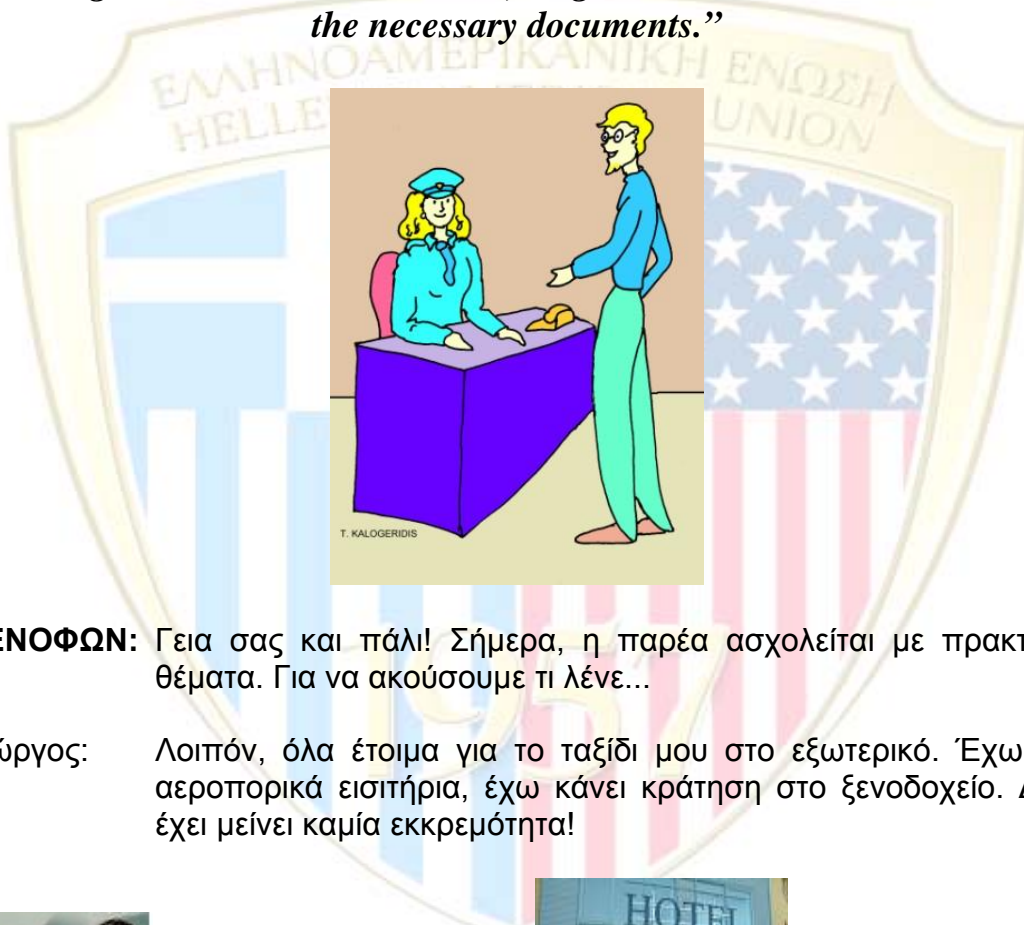 the necessary documents.”
ΕΛΛΗΝΟΑΜΕΡΙΚΑΝΙΚΗ ΕΝΩΣΗ
UNION
T. KALOGERIDIS
ΕΝΟΦΩΝ: Γεια σας και πάλι! Σήμερα, η παρέα ασχολείται με πρακτ
θέματα. Για να ακούσουμε τι λένε...
ώργος: Λοιπόν, όλα έτοιμα για το ταξίδι μου στο εξωτερικό. Έχω
αεροπορικά εισιτήρια, έχω κάνει κράτηση στο ξενοδοχείο.
έχει μείνει καμία εκκρεμότητα!
1957
HOTEL